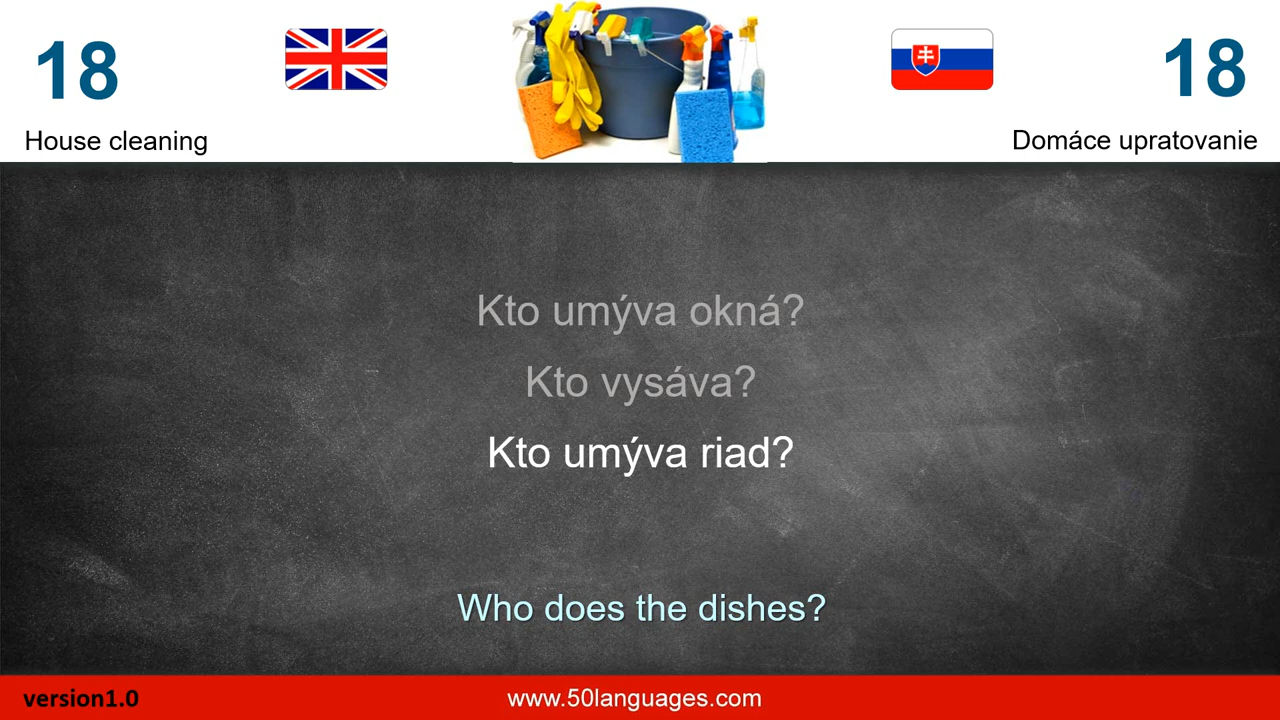 18
18
House cleaning
Domáce upratovanie
Kto umýva okná?
Kto vysáva?
Kto umýva riad?
Who does the dishes?
version1.0
www.50languages.com